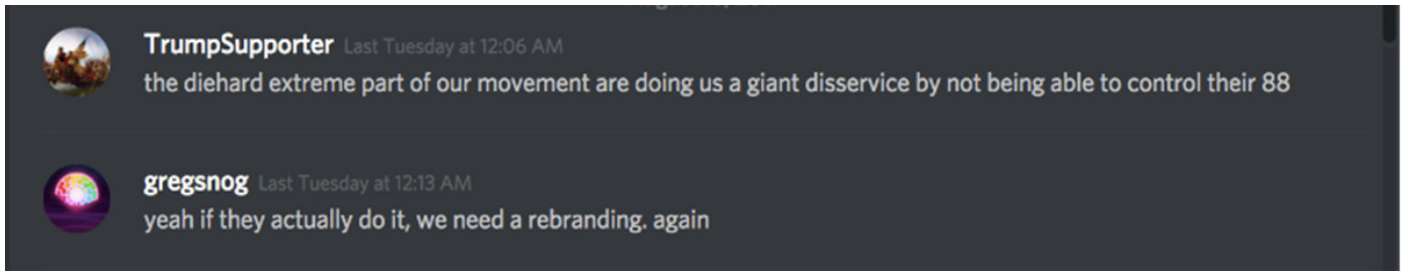 TrumpSupporter Last Tuesday at 12:06 AM
the diehard extreme part of our movement are doing us a giant disservice by not being able to control their 88
gregsnog Last Tuesday at 12:13 AM
yeah if they actually do it, we need a rebranding. again